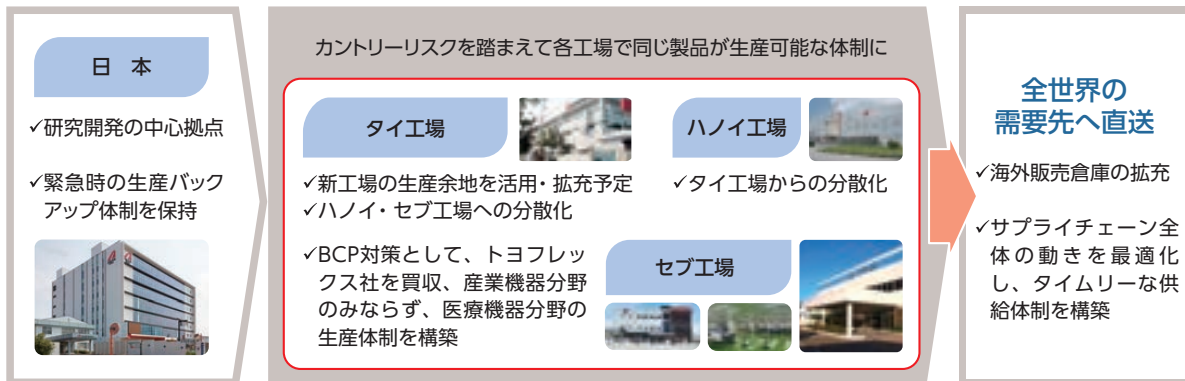 日 本
✓研究開発の中心拠点
✓緊急時の生産バック
アップ体制を保持
カントリーリスクを踏まえて各工場で同じ製品が生産可能な体制に
タイ工場
✓新工場の生産余地を活用・拡充予定
✓ハノイ・セブ工場への分散化
✓BCP対策として、トヨフレッ
クス社を買収、産業機器分野
のみならず、医療機器分野の
生産体制を構築
ハノイ工場
✓タイ工場からの分散化
セブ工場
全世界の
需要先へ直送
✓海外販売倉庫の拡充
✓サプライチェーン全
体の動きを最適化
し、タイムリーな供
給体制を構築